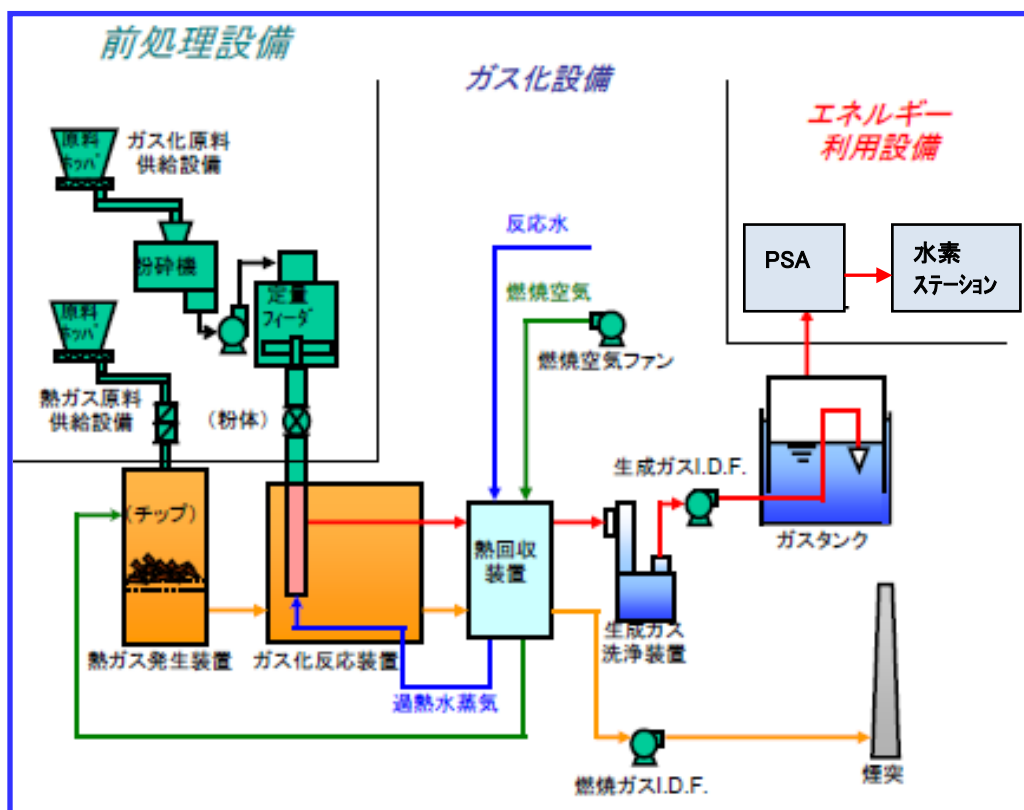 前処理設備
ガス化設備
エネルギー
利用設備
原料
ホッパ
ガス化原料
供給設備
粉砕機
定量
フィーダ
原料
ホッパ
熱ガス原料
供給設備
(粉体)
反応水
燃焼空気
燃焼空気ファン
PSA
水素
ステーション
(チップ)
熱ガス発生装置
ガス化反応装置
熱回収
装置
過熱水蒸気
生成ガスI.D.F.
生成ガス
洗浄装置
ガスタンク
燃焼ガスI.D.F.
煙突